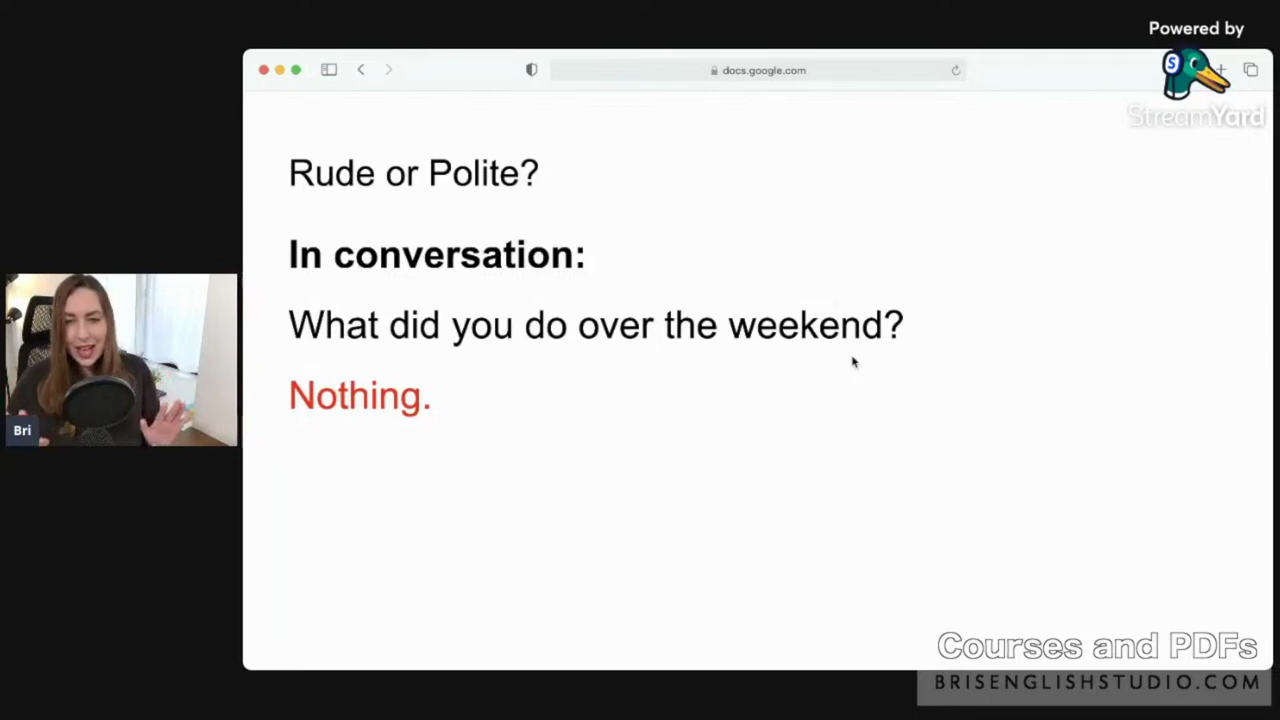 Powered by
docs.google.com
S
StreamYard
Rude or Polite?
In conversation:
What did you do over the weekend?
Nothing.
Bri
Courses and PDFs
BRISENGLISHSTUDIO.COM